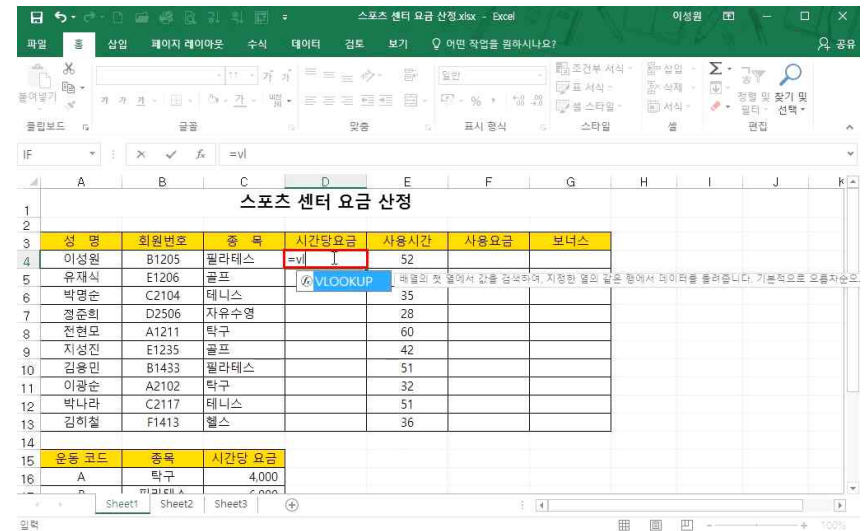 스포츠 센터 요금 산정.xlsx - Excel 이성원
파일 홈 삽입 페이지 레이아웃 수식 데이터 검토 보기 어떤 작업을 원하시나요? 공유
붙여넣기 11 가 가 일반 조건부 서식 표 서식 셀 스타일 삽입 삭제 서식 정렬 및 필터 찾기 및 선택
클립보드 글꼴 맞춤 표시 형식 스타일 셀 편집
IF fx =vl
A B C D E F G H I J K
1 스포츠 센터 요금 산정
2
3 성 명 회원번호 종 목 시간당요금 사용시간 사용요금 보너스
4 이성원 B1205 필라테스 =vl 52
VLOOKUP 배열의 첫 열에서 값을 검색하여, 지정한 열의 같은 행에서 데이터를 돌려줍니다. 기본적으로 오름차순으
5 유재식 E1206 골프
6 박명순 C2104 테니스 35
7 정준희 D2506 자유수영 28
8 전현모 A1211 탁구 60
9 지성진 E1235 골프 42
10 김용민 B1433 필라테스 51
11 이광순 A2102 탁구 32
12 박나라 C2117 테니스 51
13 김히철 F1413 헬스 36
14
15 운동 코드 종목 시간당 요금
16 A 탁구 4,000
Sheet1 Sheet2 Sheet3
입력 100%